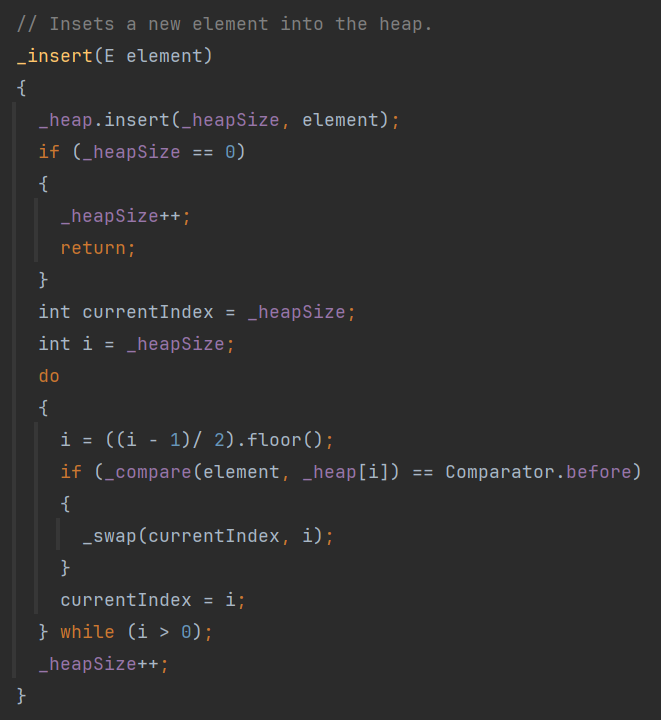 // Insets a new element into the heap.
_insert(E element)
{
_heap.insert(_heapSize, element);
if (_heapSize == 0)
{
_heapSize++;
return;
}
int currentIndex = _heapSize;
int i = _heapSize;
do
{
i = ((i - 1)/ 2).floor();
if (_compare(element, _heap[i]) == Comparator.before)
{
_swap(currentIndex, i);
}
currentIndex = i;
} while (i > 0);
_heapSize++;
}